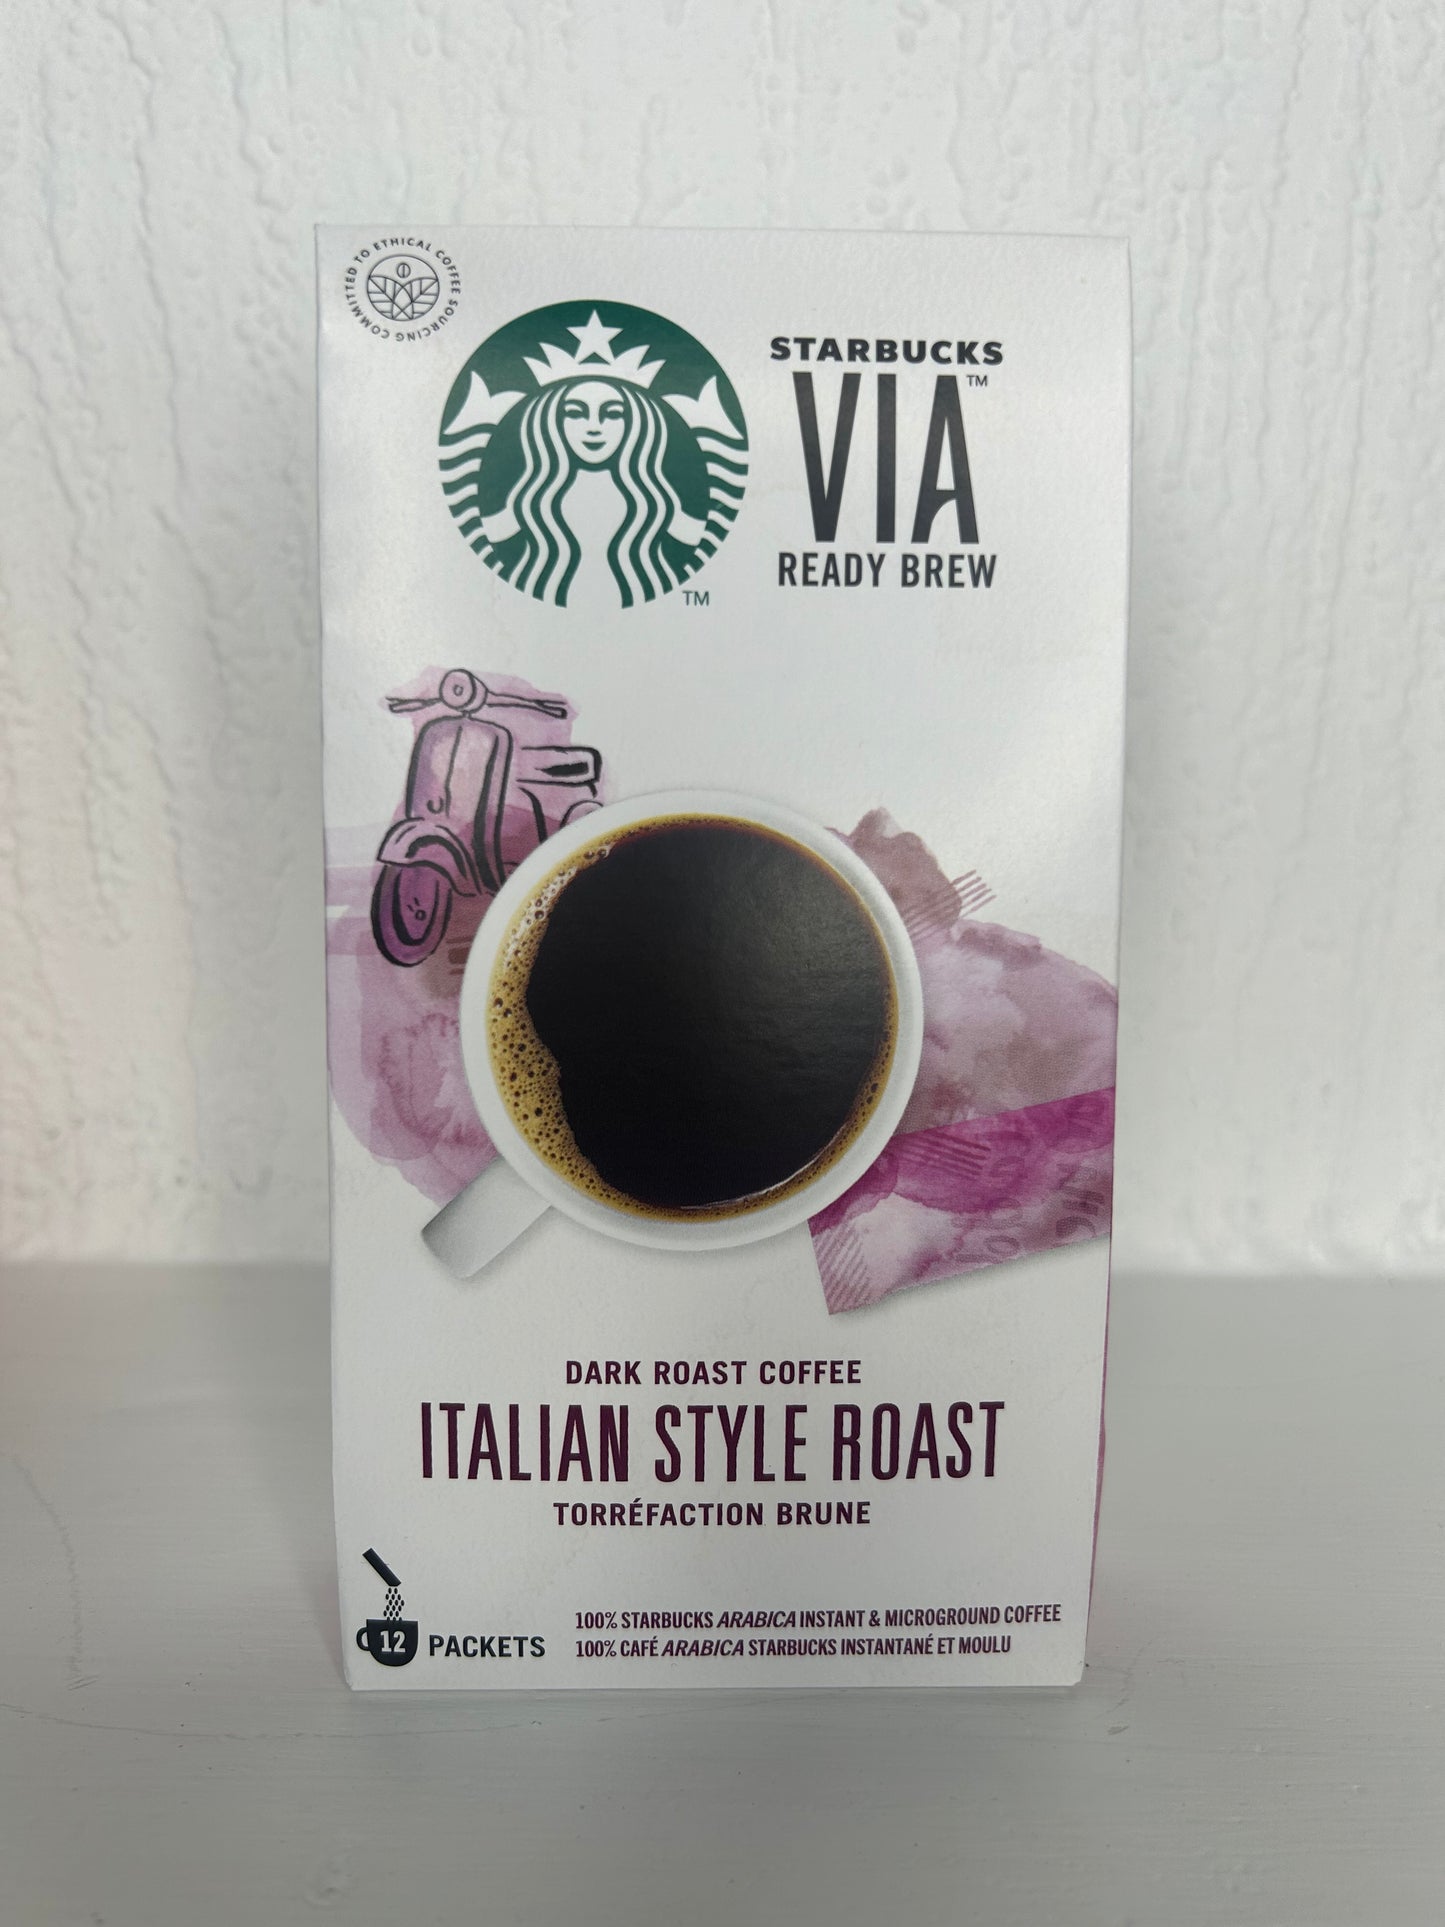 COMMITTED TO ETHICAL COFFEE SOURCING
STARBUCKS
VIA™
READY BREW
TM
DARK ROAST COFFEE
ITALIAN STYLE ROAST
TORRÉFACTION BRUNE
12 PACKETS
100% STARBUCKS ARABICA INSTANT & MICROGROUND COFFEE
100% CAFÉ ARABICA STARBUCKS INSTANTANÉ ET MOULU